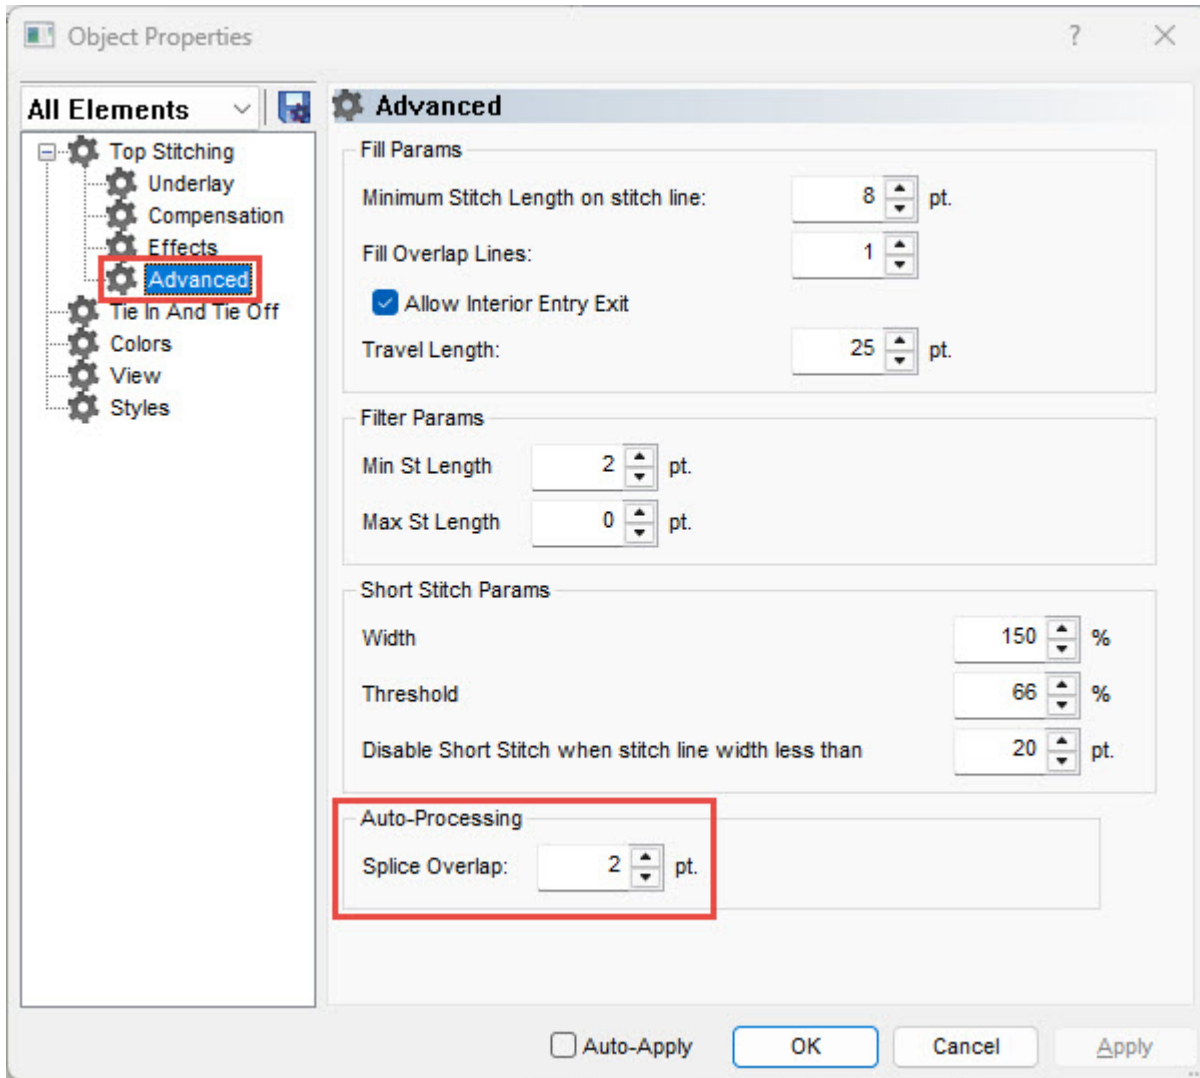 Object Properties ?
All Elements
Top Stitching
Underlay
Compensation
Effects
Advanced
Tie In And Tie Off
Colors
View
Styles
Advanced
Fill Params
Minimum Stitch Length on stitch line: 8 pt.
Fill Overlap Lines: 1
Allow Interior Entry Exit
Travel Length: 25 pt.
Filter Params
Min St Length 2 pt.
Max St Length 0 pt.
Short Stitch Params
Width 150 %
Threshold 66 %
Disable Short Stitch when stitch line width less than 20 pt.
Auto-Processing
Splice Overlap: 2 pt.
Auto-Apply OK Cancel Apply